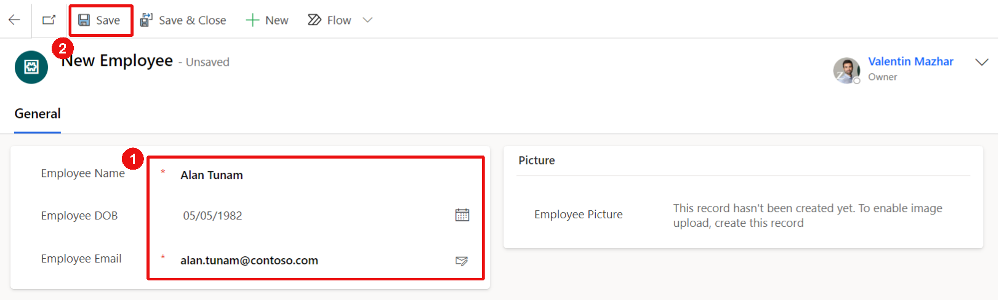 Save
Save & Close
New
Flow
2
New Employee - Unsaved
Valentin Mazhar
Owner
General
1
Employee Name * Alan Tunam
Employee DOB 05/05/1982
Employee Email * alan.tunam@contoso.com
Picture
Employee Picture
This record hasn't been created yet. To enable image
upload, create this record